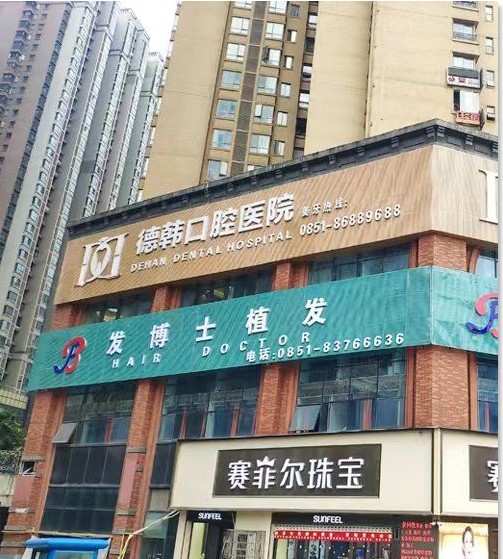 德韩口腔医院
美牙热线:
DEHAN DENTAL HOSPITAL 0851-86889688
发博士植发
HAIR DOCTOR
电话:0851-83766636
赛菲尔珠宝
SUNFEEL SUNFEEL